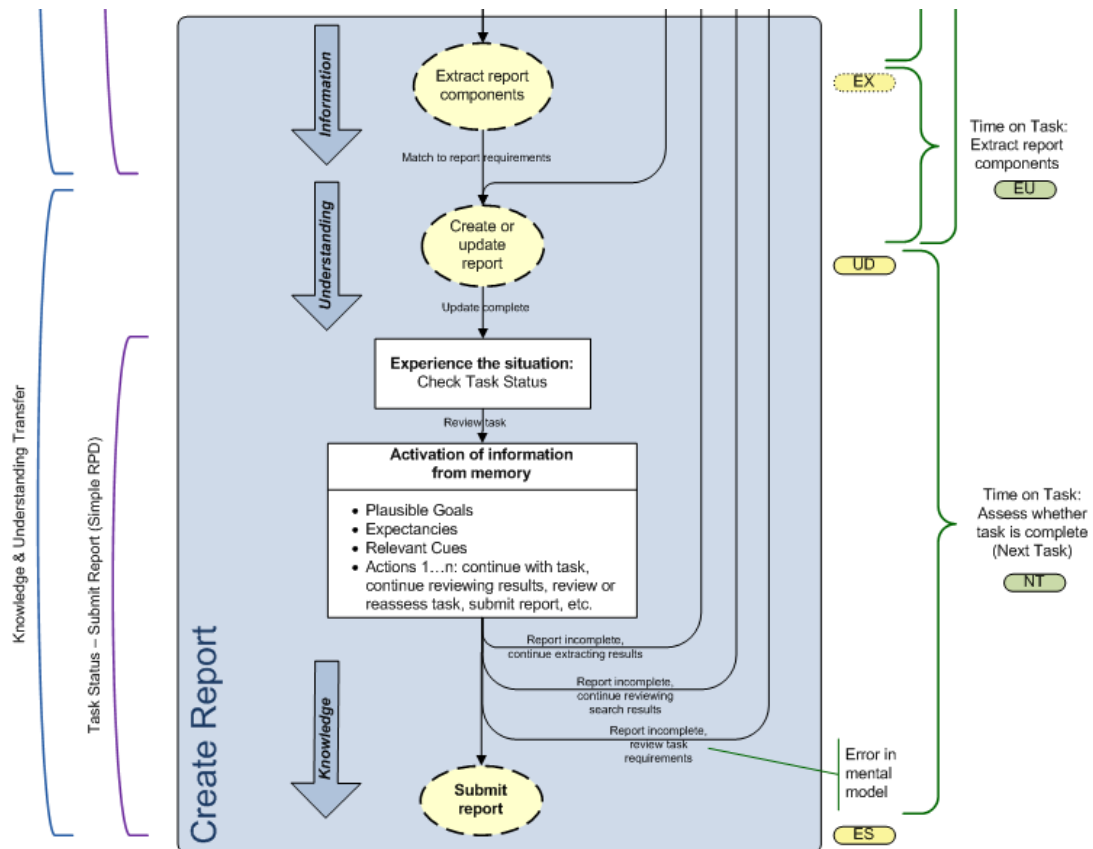 Information
Extract report
components
EX
Time on Task:
Extract report
components
EU
Match to report requirements
Understanding
Create or
update
report
UD
Update complete
Experience the situation:
Check Task Status
Review task
Activation of information
from memory
• Plausible Goals
• Expectancies
• Relevant Cues
• Actions 1...n: continue with task,
continue reviewing results, review or
reassess task, submit report, etc.
Time on Task:
Assess whether
task is complete
(Next Task)
NT
Knowledge & Understanding Transfer
Task Status – Submit Report (Simple RPD)
Create Report
Report incomplete,
continue extracting results
Report incomplete,
continue reviewing
search results
Report incomplete,
review task
requirements
Knowledge
Error in
mental
model
Submit
report
ES